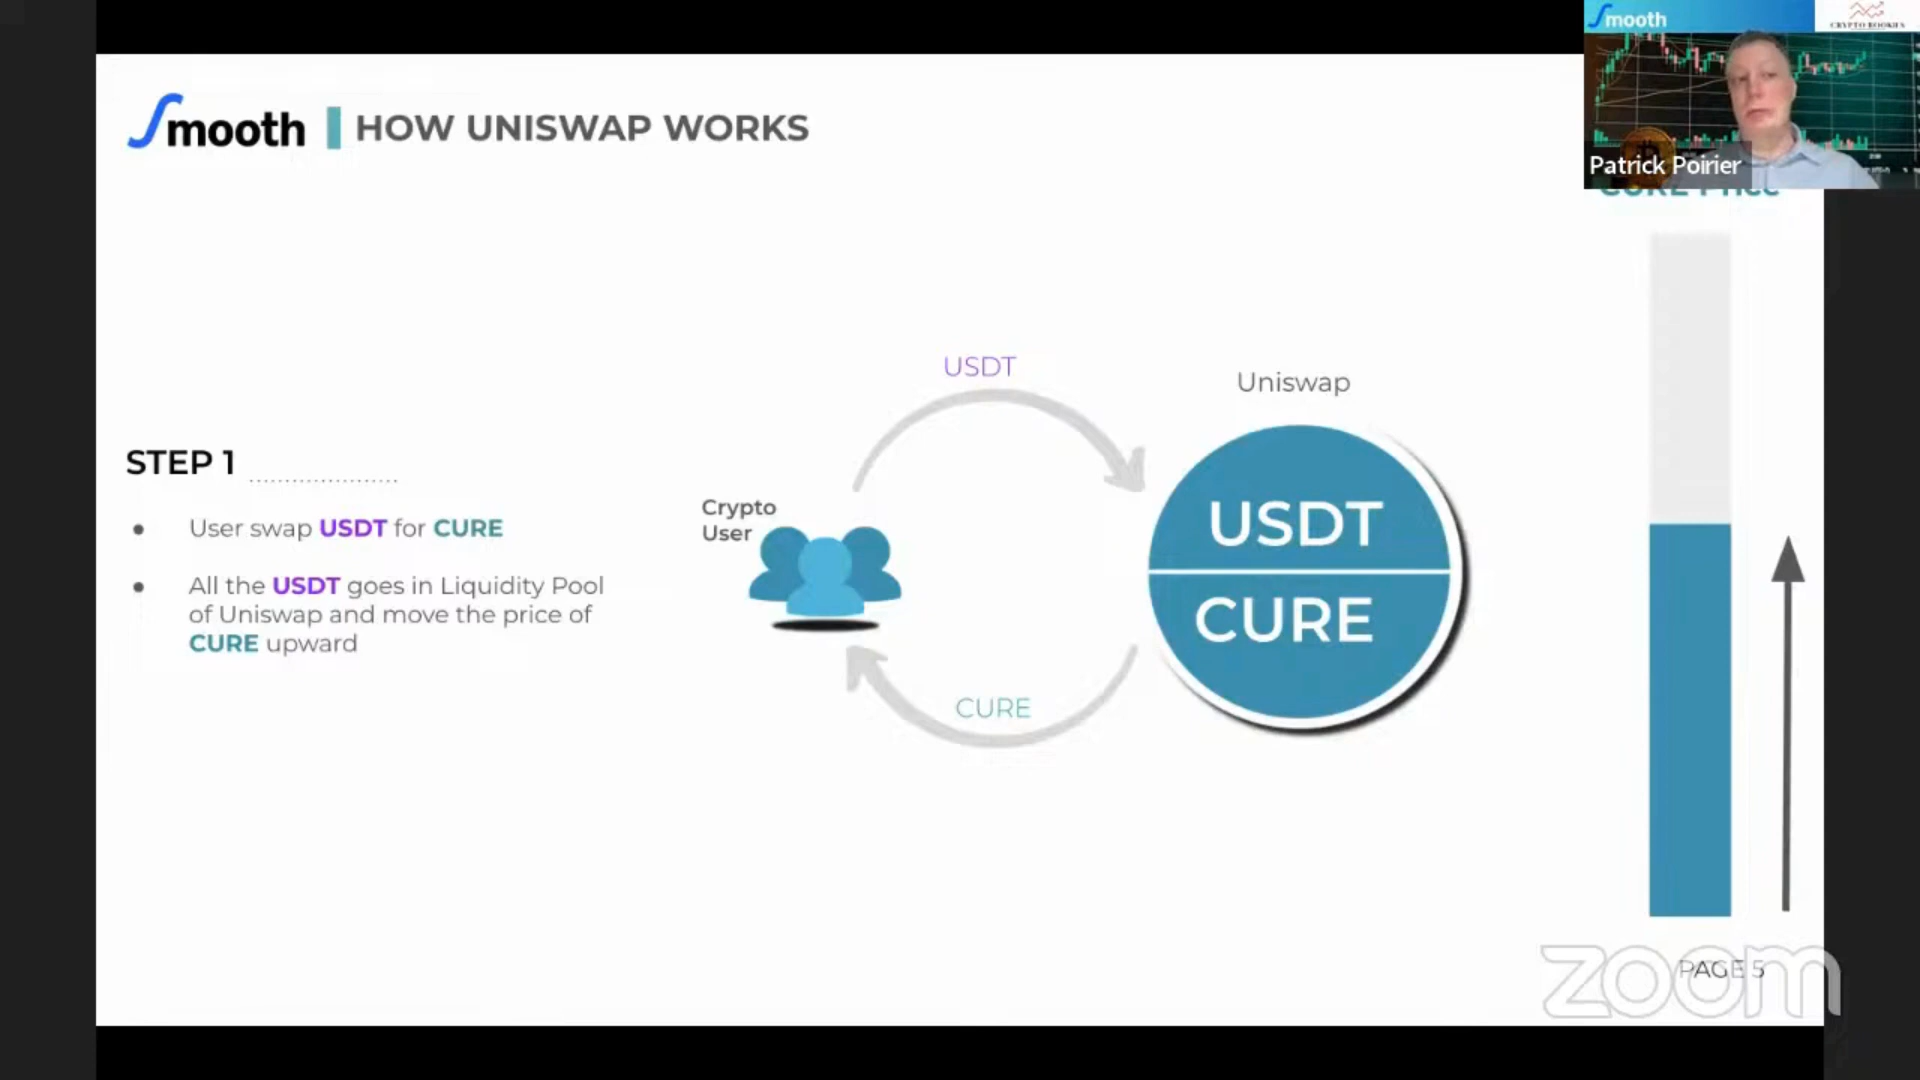 Smooth
CRYPTO ROOKIES
Patrick Poirier
CURE Price
Smooth
HOW UNISWAP WORKS
USDT
Uniswap
STEP 1
Crypto
User
User swap USDT for CURE
All the USDT goes in Liquidity Pool
of Uniswap and move the price of
CURE upward
USDT
CURE
CURE
PAGE 5
zoom